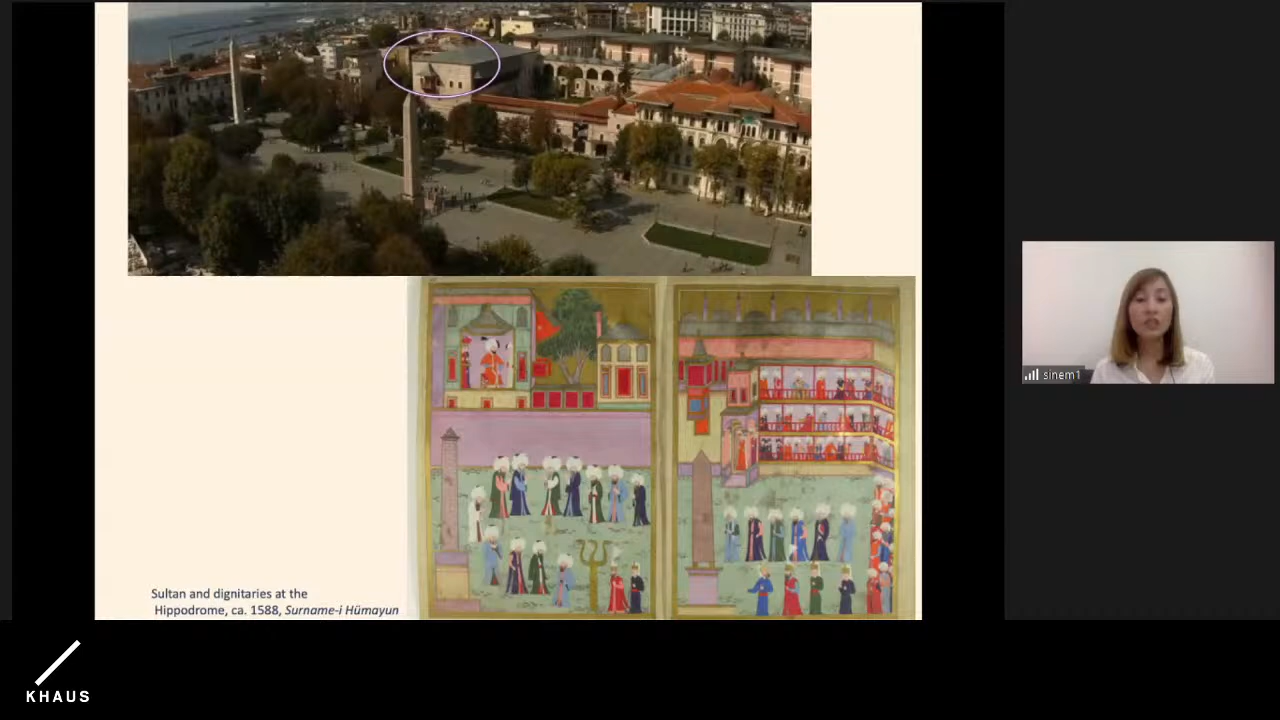 sinem1
Sultan and dignitaries at the
Hippodrome, ca. 1588, Surname-i Hümayun
KHAUS